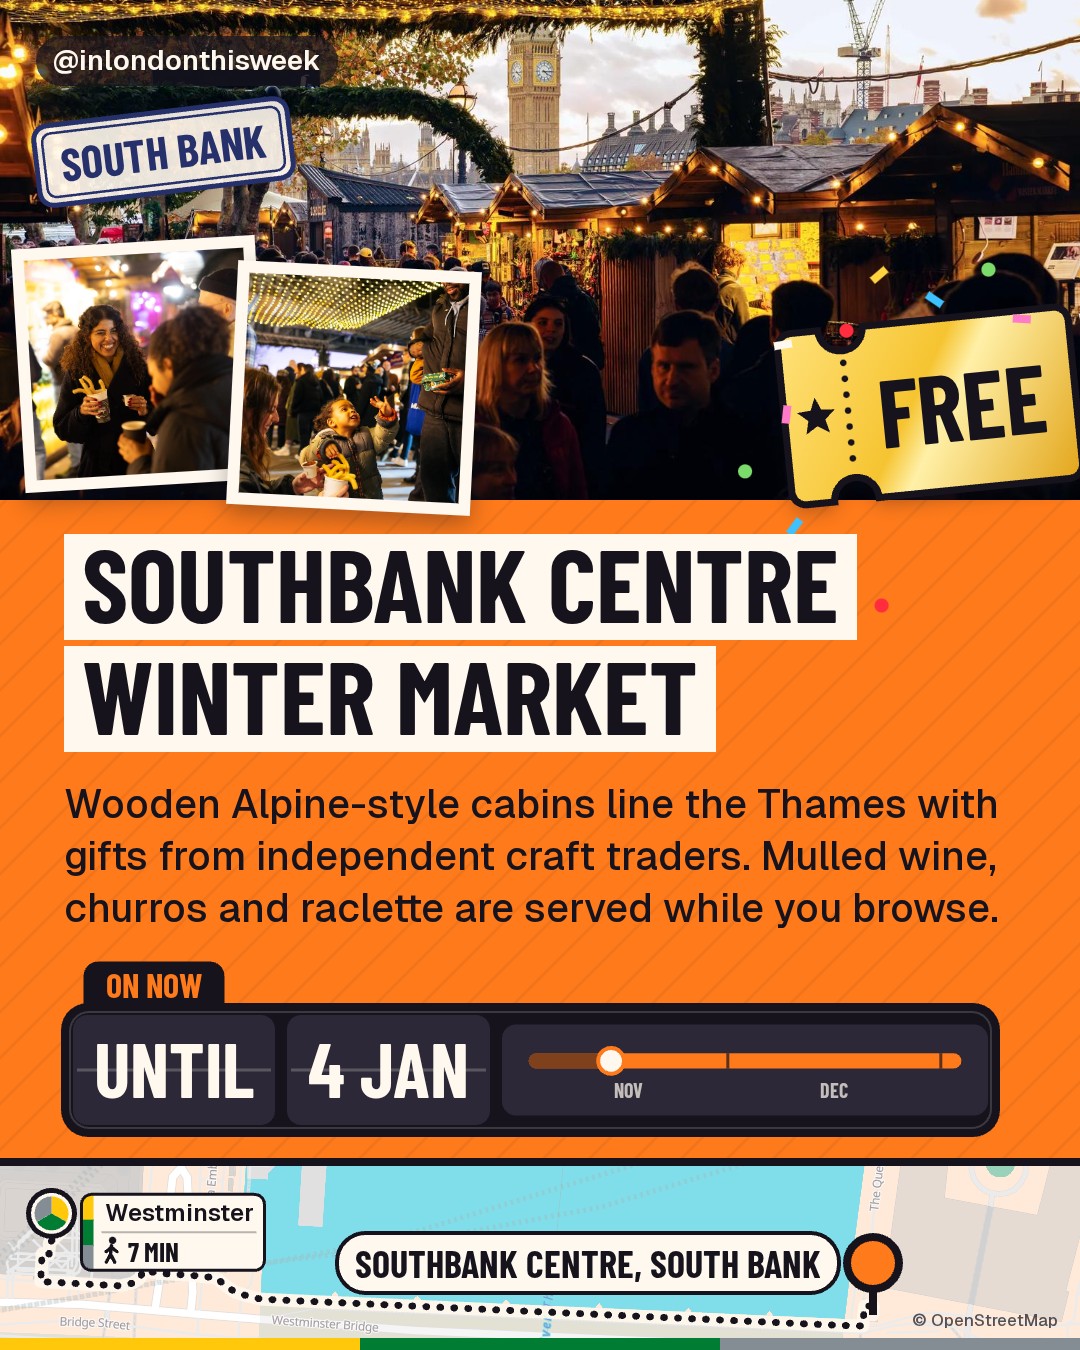 @inlondonthisweek
SOUTH BANK
FREE
SOUTHBANK CENTRE
WINTER MARKET
Wooden Alpine-style cabins line the Thames with
gifts from independent craft traders. Mulled wine,
churros and raclette are served while you browse.
ON NOW
UNTIL 4 JAN
NOV DEC
Westminster
7 MIN
SOUTHBANK CENTRE, SOUTH BANK
The Que
Bridge Street
Westminster Bridge
© OpenStreetMap